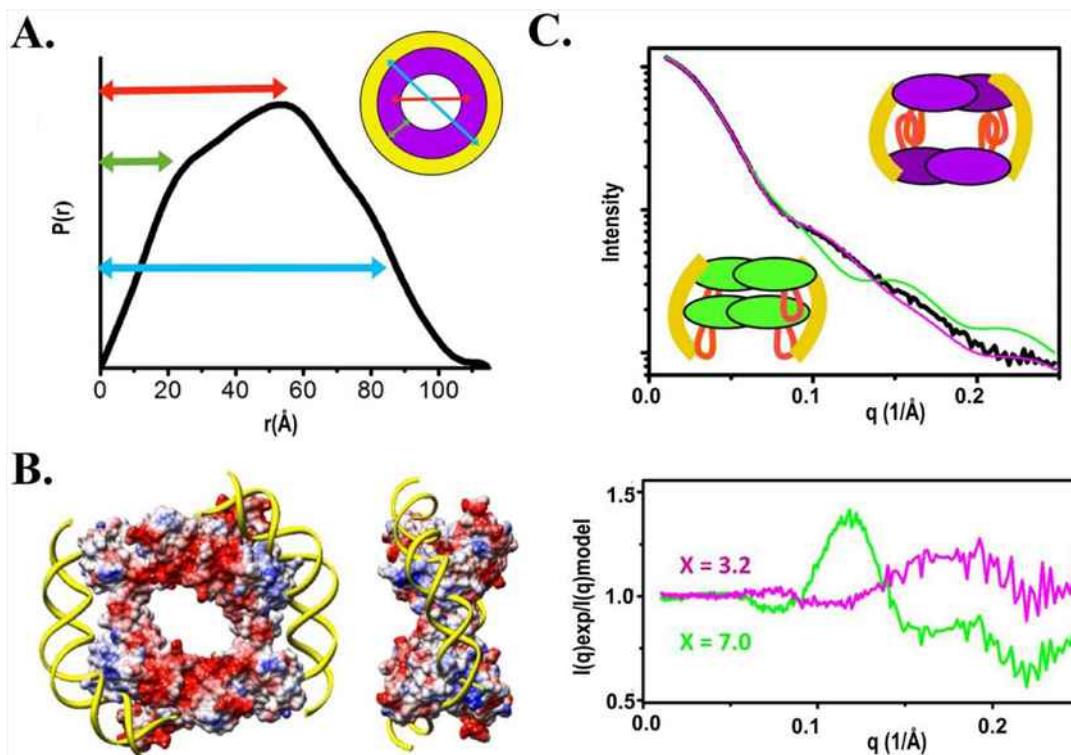 A.
P(r)
0 20 40 60 80 100
r(Å)
B.
C.
Intensity
0.0 0.1 0.2
q (1/Å)
I(q)exp/I(q)model
1.5
1.0
0.5
X = 3.2
X = 7.0
0.0 0.1 0.2
q (1/Å)